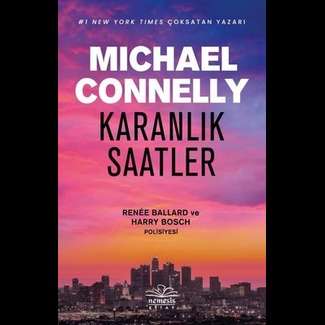 #1 NEW YORK TIMES ÇOKSATAN YAZARI
MICHAEL
CONNELLY
KARANLIK
SAATLER
RENÉE BALLARD ve
HARRY BOSCH
POLİSİYESİ
nemesis
KİTAP